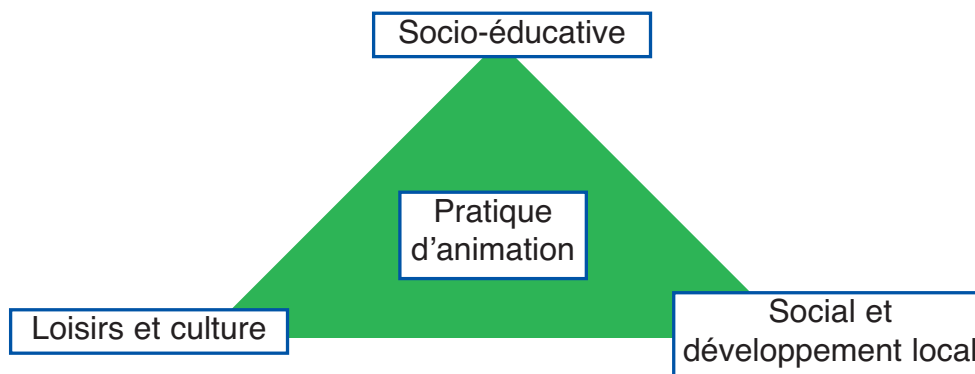 Socio-éducative
Pratique
d’animation
Loisirs et culture
Social et
développement local